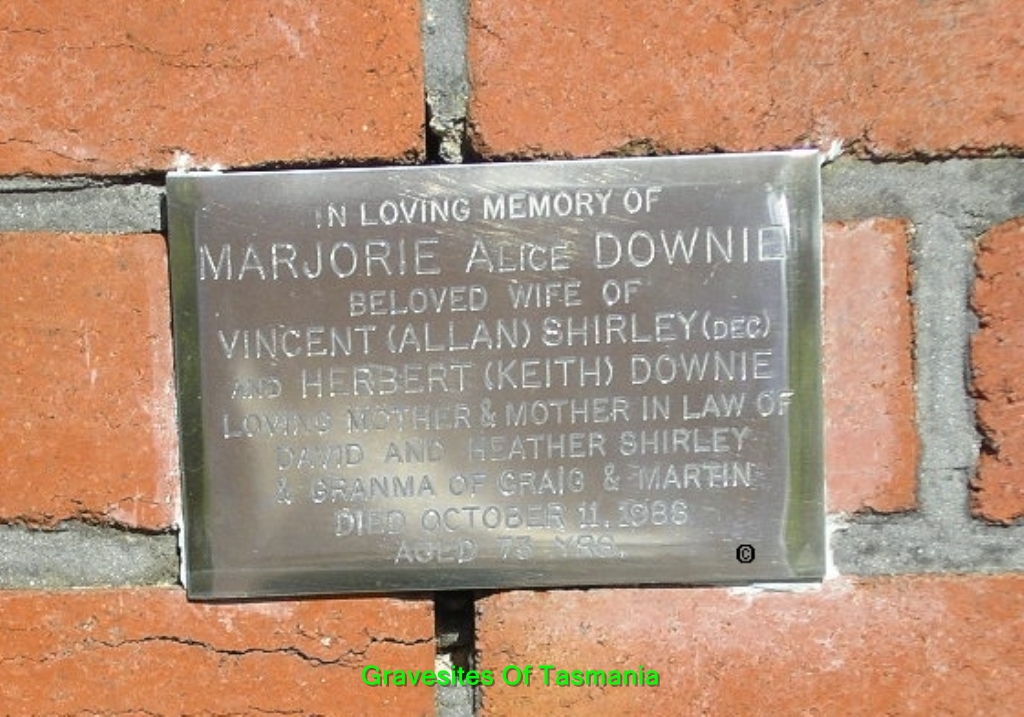 IN LOVING MEMORY OF
MARJORIE ALICE DOWNIE
BELOVED WIFE OF
VINCENT (ALLAN) SHIRLEY (DEC)
AND HERBERT (KEITH) DOWNIE
LOVING MOTHER & MOTHER IN LAW OF
DAVID AND HEATHER SHIRLEY
& GRANMA OF CRAIG & MARTIN
DIED OCTOBER 11. 1988
AGED 73 YRS.
©
Gravesites Of Tasmania